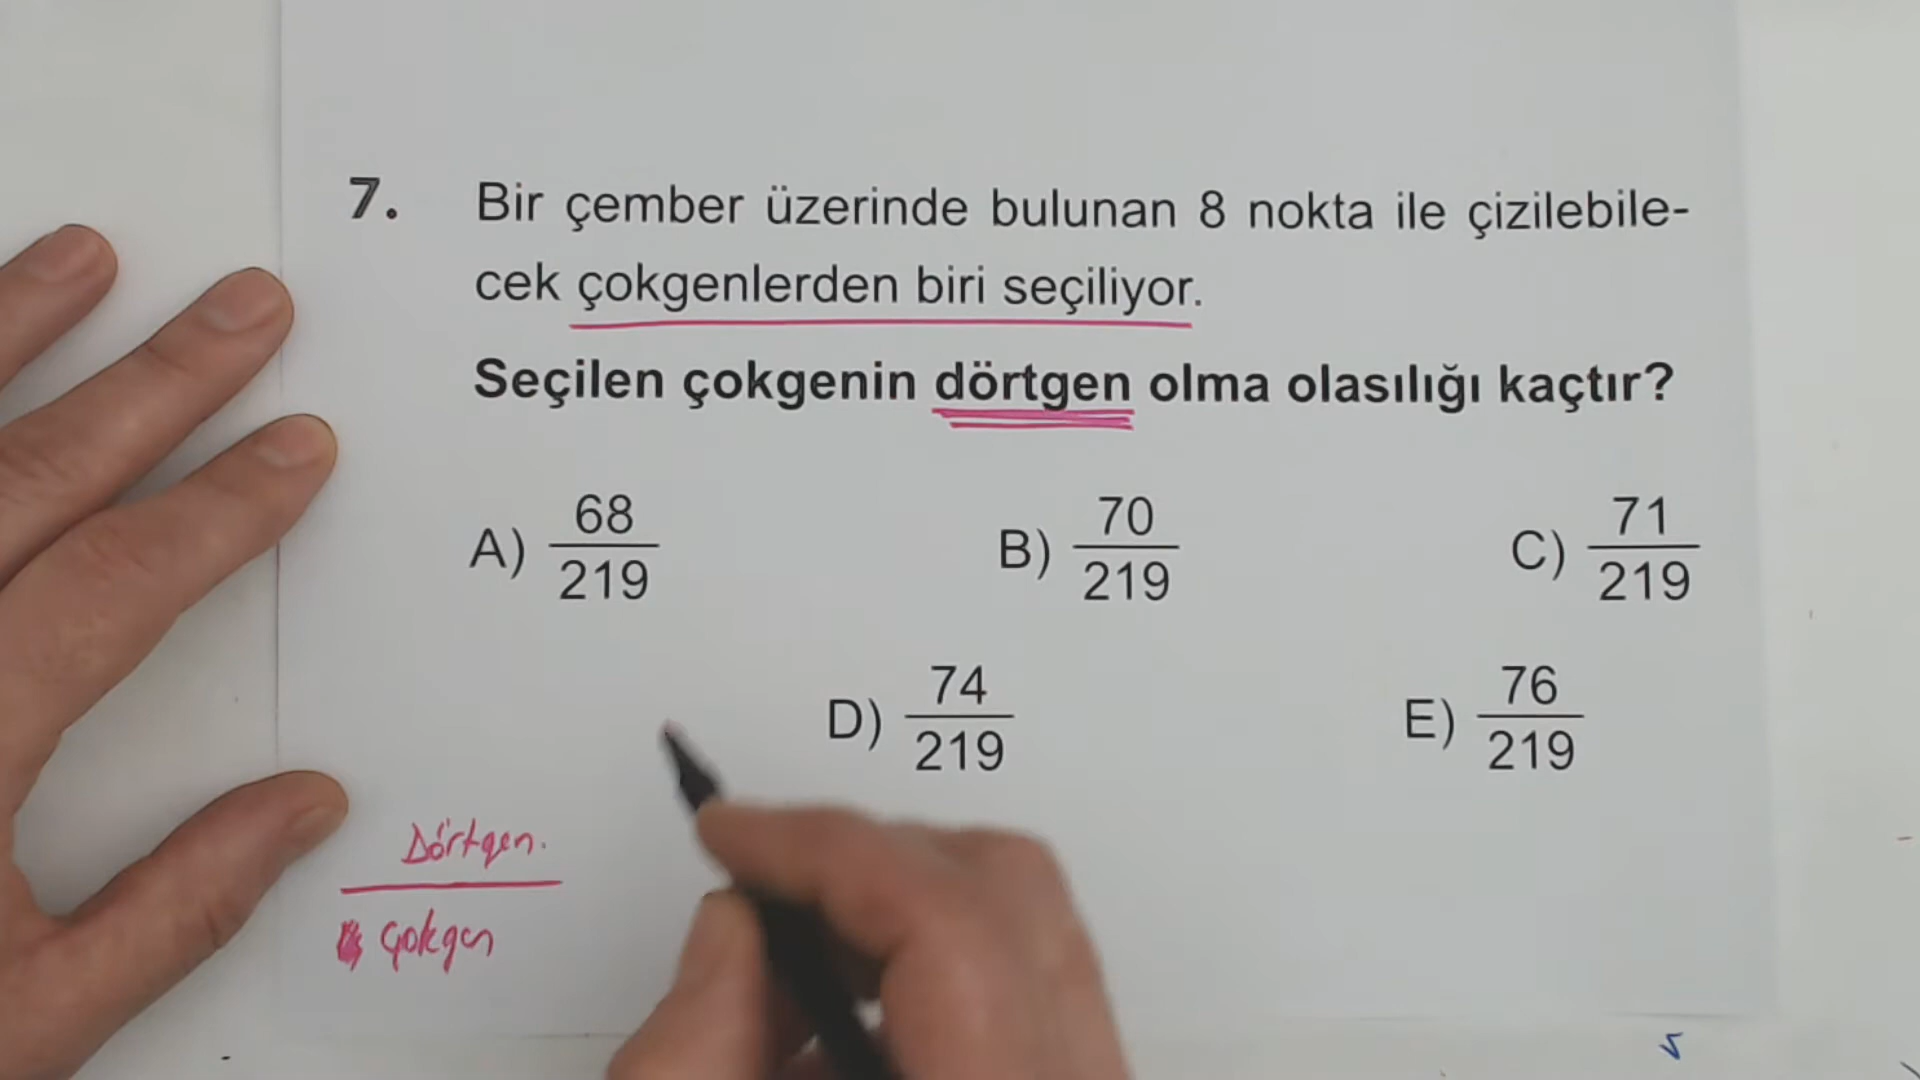 7. Bir çember üzerinde bulunan 8 nokta ile çizilebile-
cek çokgenlerden biri seçiliyor.
Seçilen çokgenin dörtgen olma olasılığı kaçtır?
A) 68/219 B) 70/219 C) 71/219
D) 74/219 E) 76/219
Dörtgen.
Çokgen